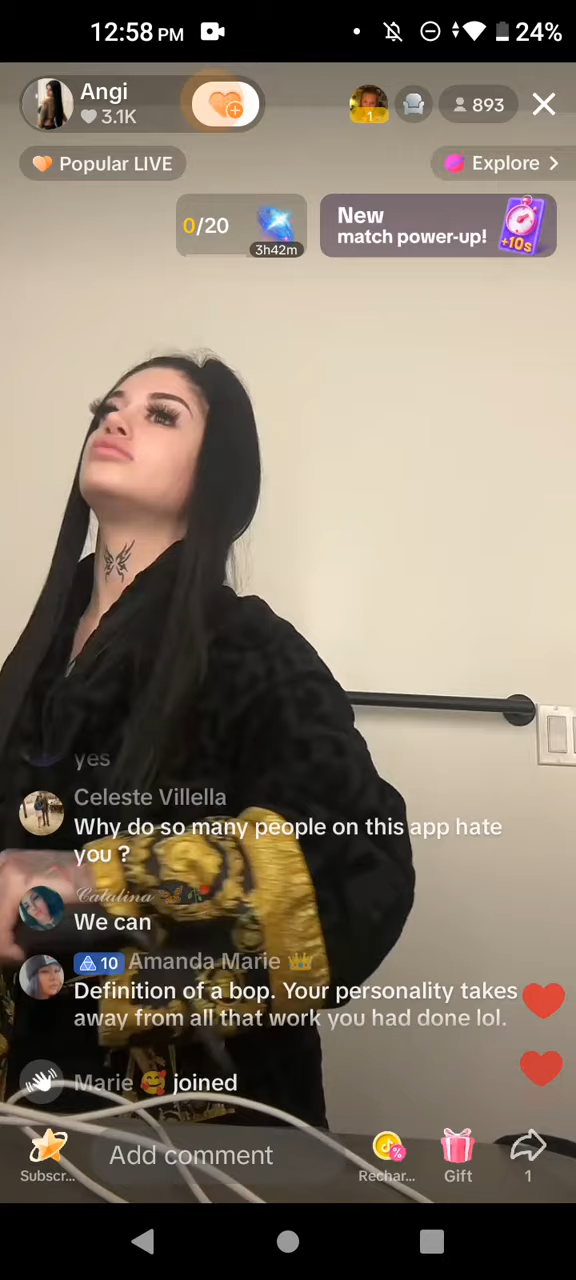 12:58 PM
24%
Angi
3.1K
1
893
Popular LIVE
Explore >
0/20
3h42m
New
match power-up!
+10s
yes
Celeste Villella
Why do so many people on this app hate
you ?
Catalina 🦋🥀
We can
10 Amanda Marie 👑
Definition of a bop. Your personality takes
away from all that work you had done lol.
Marie 🥰 joined
Add comment
Subscr...
Rechar...
Gift
1